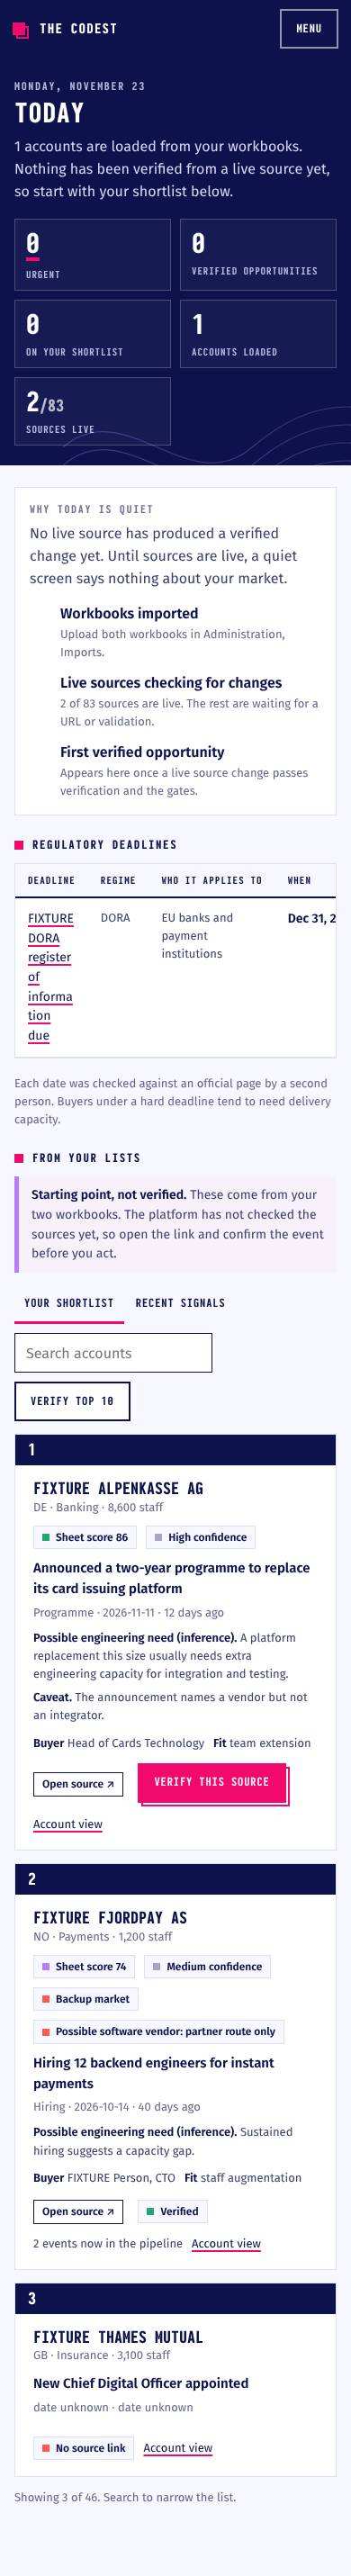 THE CODEST
MENU
MONDAY, NOVEMBER 23
TODAY
1 accounts are loaded from your workbooks.
Nothing has been verified from a live source yet,
so start with your shortlist below.
0
URGENT
0
VERIFIED OPPORTUNITIES
0
ON YOUR SHORTLIST
1
ACCOUNTS LOADED
2/83
SOURCES LIVE
WHY TODAY IS QUIET
No live source has produced a verified
change yet. Until sources are live, a quiet
screen says nothing about your market.
Workbooks imported
Upload both workbooks in Administration,
Imports.
Live sources checking for changes
2 of 83 sources are live. The rest are waiting for a
URL or validation.
First verified opportunity
Appears here once a live source change passes
verification and the gates.
REGULATORY DEADLINES
DEADLINE REGIME WHO IT APPLIES TO WHEN
FIXTURE
DORA
register
of
informa
tion
due
DORA
EU banks and
payment
institutions
Dec 31, 2
Each date was checked against an official page by a second
person. Buyers under a hard deadline tend to need delivery
capacity.
FROM YOUR LISTS
Starting point, not verified. These come from your
two workbooks. The platform has not checked the
sources yet, so open the link and confirm the event
before you act.
YOUR SHORTLIST RECENT SIGNALS
Search accounts
VERIFY TOP 10
1
FIXTURE ALPENKASSE AG
DE · Banking · 8,600 staff
Sheet score 86 High confidence
Announced a two-year programme to replace
its card issuing platform
Programme · 2026-11-11 · 12 days ago
Possible engineering need (inference). A platform
replacement this size usually needs extra
engineering capacity for integration and testing.
Caveat. The announcement names a vendor but not
an integrator.
Buyer Head of Cards Technology Fit team extension
Open source ↗ VERIFY THIS SOURCE
Account view
2
FIXTURE FJORDPAY AS
NO · Payments · 1,200 staff
Sheet score 74 Medium confidence
Backup market
Possible software vendor: partner route only
Hiring 12 backend engineers for instant
payments
Hiring · 2026-10-14 · 40 days ago
Possible engineering need (inference). Sustained
hiring suggests a capacity gap.
Buyer FIXTURE Person, CTO Fit staff augmentation
Open source ↗ Verified
2 events now in the pipeline Account view
3
FIXTURE THAMES MUTUAL
GB · Insurance · 3,100 staff
New Chief Digital Officer appointed
date unknown · date unknown
No source link Account view
Showing 3 of 46. Search to narrow the list.